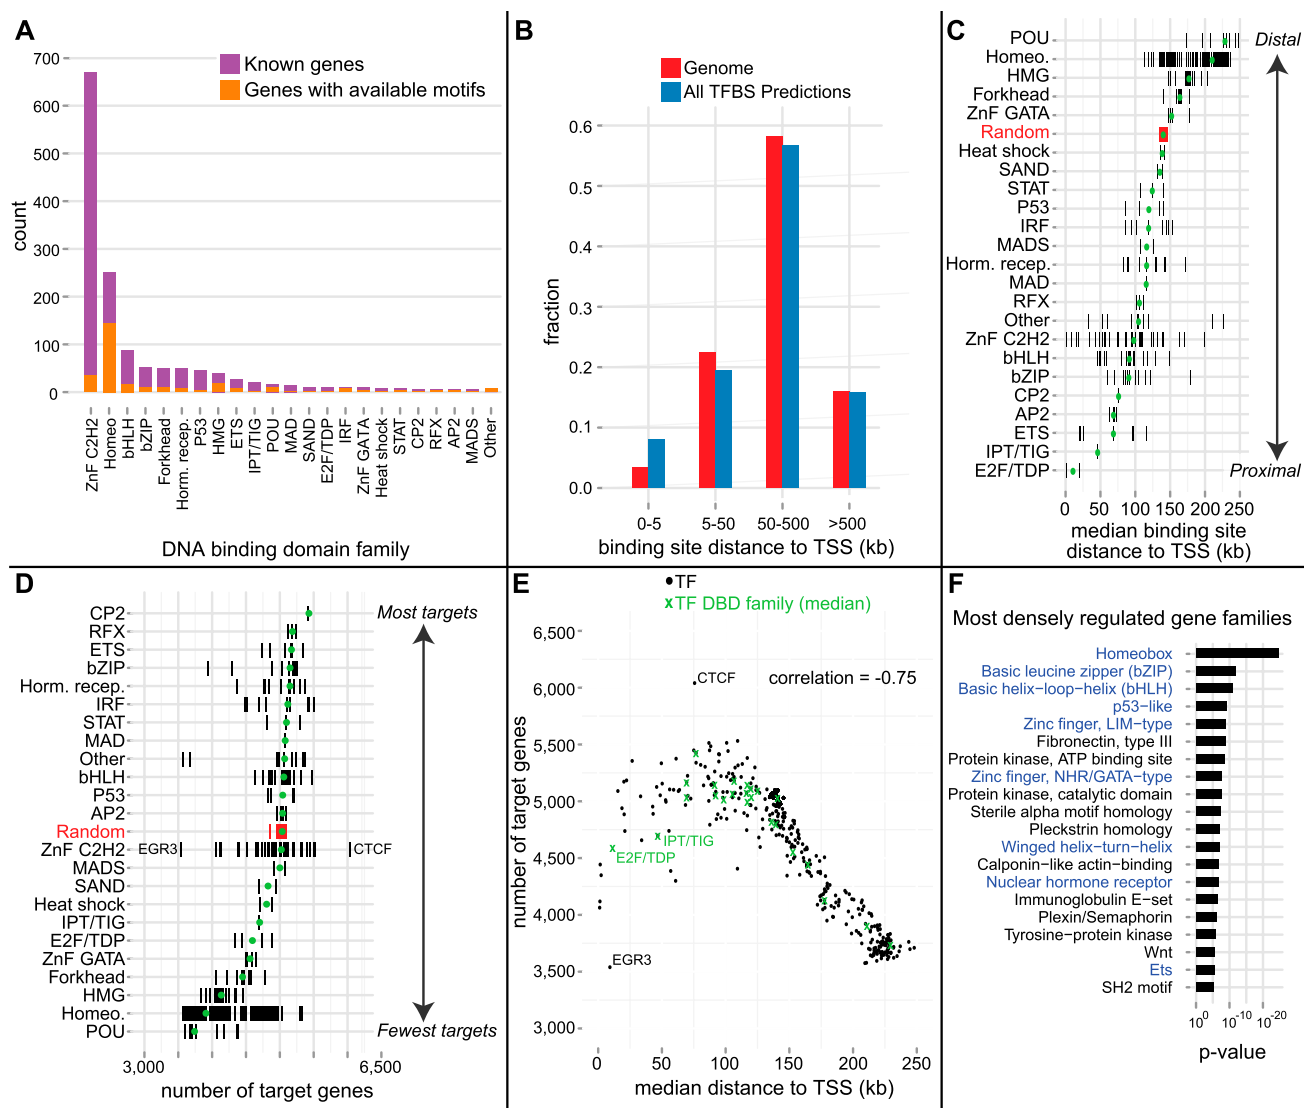 A
Known genes
Genes with available motifs
count
700
600
500
400
300
200
100
0
ZnF C2H2
Homeo
bHLH
bZIP
Forkhead
Horm. recep.
P53
HMG
ETS
IPT/TIG
POU
MAD
SAND
E2F/TDP
IRF
ZnF GATA
Heat shock
STAT
CP2
RFX
AP2
MADS
Other
DNA binding domain family
B
Genome
All TFBS Predictions
fraction
0.6
0.5
0.4
0.3
0.2
0.1
0.0
0-5
5-50
50-500
>500
binding site distance to TSS (kb)
C
POU
Homeo.
HMG
Forkhead
ZnF GATA
Random
Heat shock
SAND
STAT
P53
IRF
MADS
Horm. recep.
MAD
RFX
Other
ZnF C2H2
bHLH
bZIP
CP2
AP2
ETS
IPT/TIG
E2F/TDP
Distal
Proximal
0 50 100 150 200 250
median binding site
distance to TSS (kb)
D
CP2
RFX
ETS
bZIP
Horm. recep.
IRF
STAT
MAD
Other
bHLH
P53
AP2
Random
ZnF C2H2
MADS
SAND
Heat shock
IPT/TIG
E2F/TDP
ZnF GATA
Forkhead
HMG
Homeo.
POU
EGR3
CTCF
Most targets
Fewest targets
3,000
6,500
number of target genes
E
TF
x TF DBD family (median)
number of target genes
6,500
6,000
5,500
5,000
4,500
4,000
3,500
3,000
CTCF
correlation = -0.75
IPT/TIG
E2F/TDP
EGR3
0 50 100 150 200 250
median distance to TSS (kb)
F
Most densely regulated gene families
Homeobox
Basic leucine zipper (bZIP)
Basic helix-loop-helix (bHLH)
p53-like
Zinc finger, LIM-type
Fibronectin, type III
Protein kinase, ATP binding site
Zinc finger, NHR/GATA-type
Protein kinase, catalytic domain
Sterile alpha motif homology
Pleckstrin homology
Winged helix-turn-helix
Calponin-like actin-binding
Nuclear hormone receptor
Immunoglobulin E-set
Plexin/Semaphorin
Tyrosine-protein kinase
Wnt
Ets
SH2 motif
10⁰ 10⁻¹⁰ 10⁻²⁰
p-value